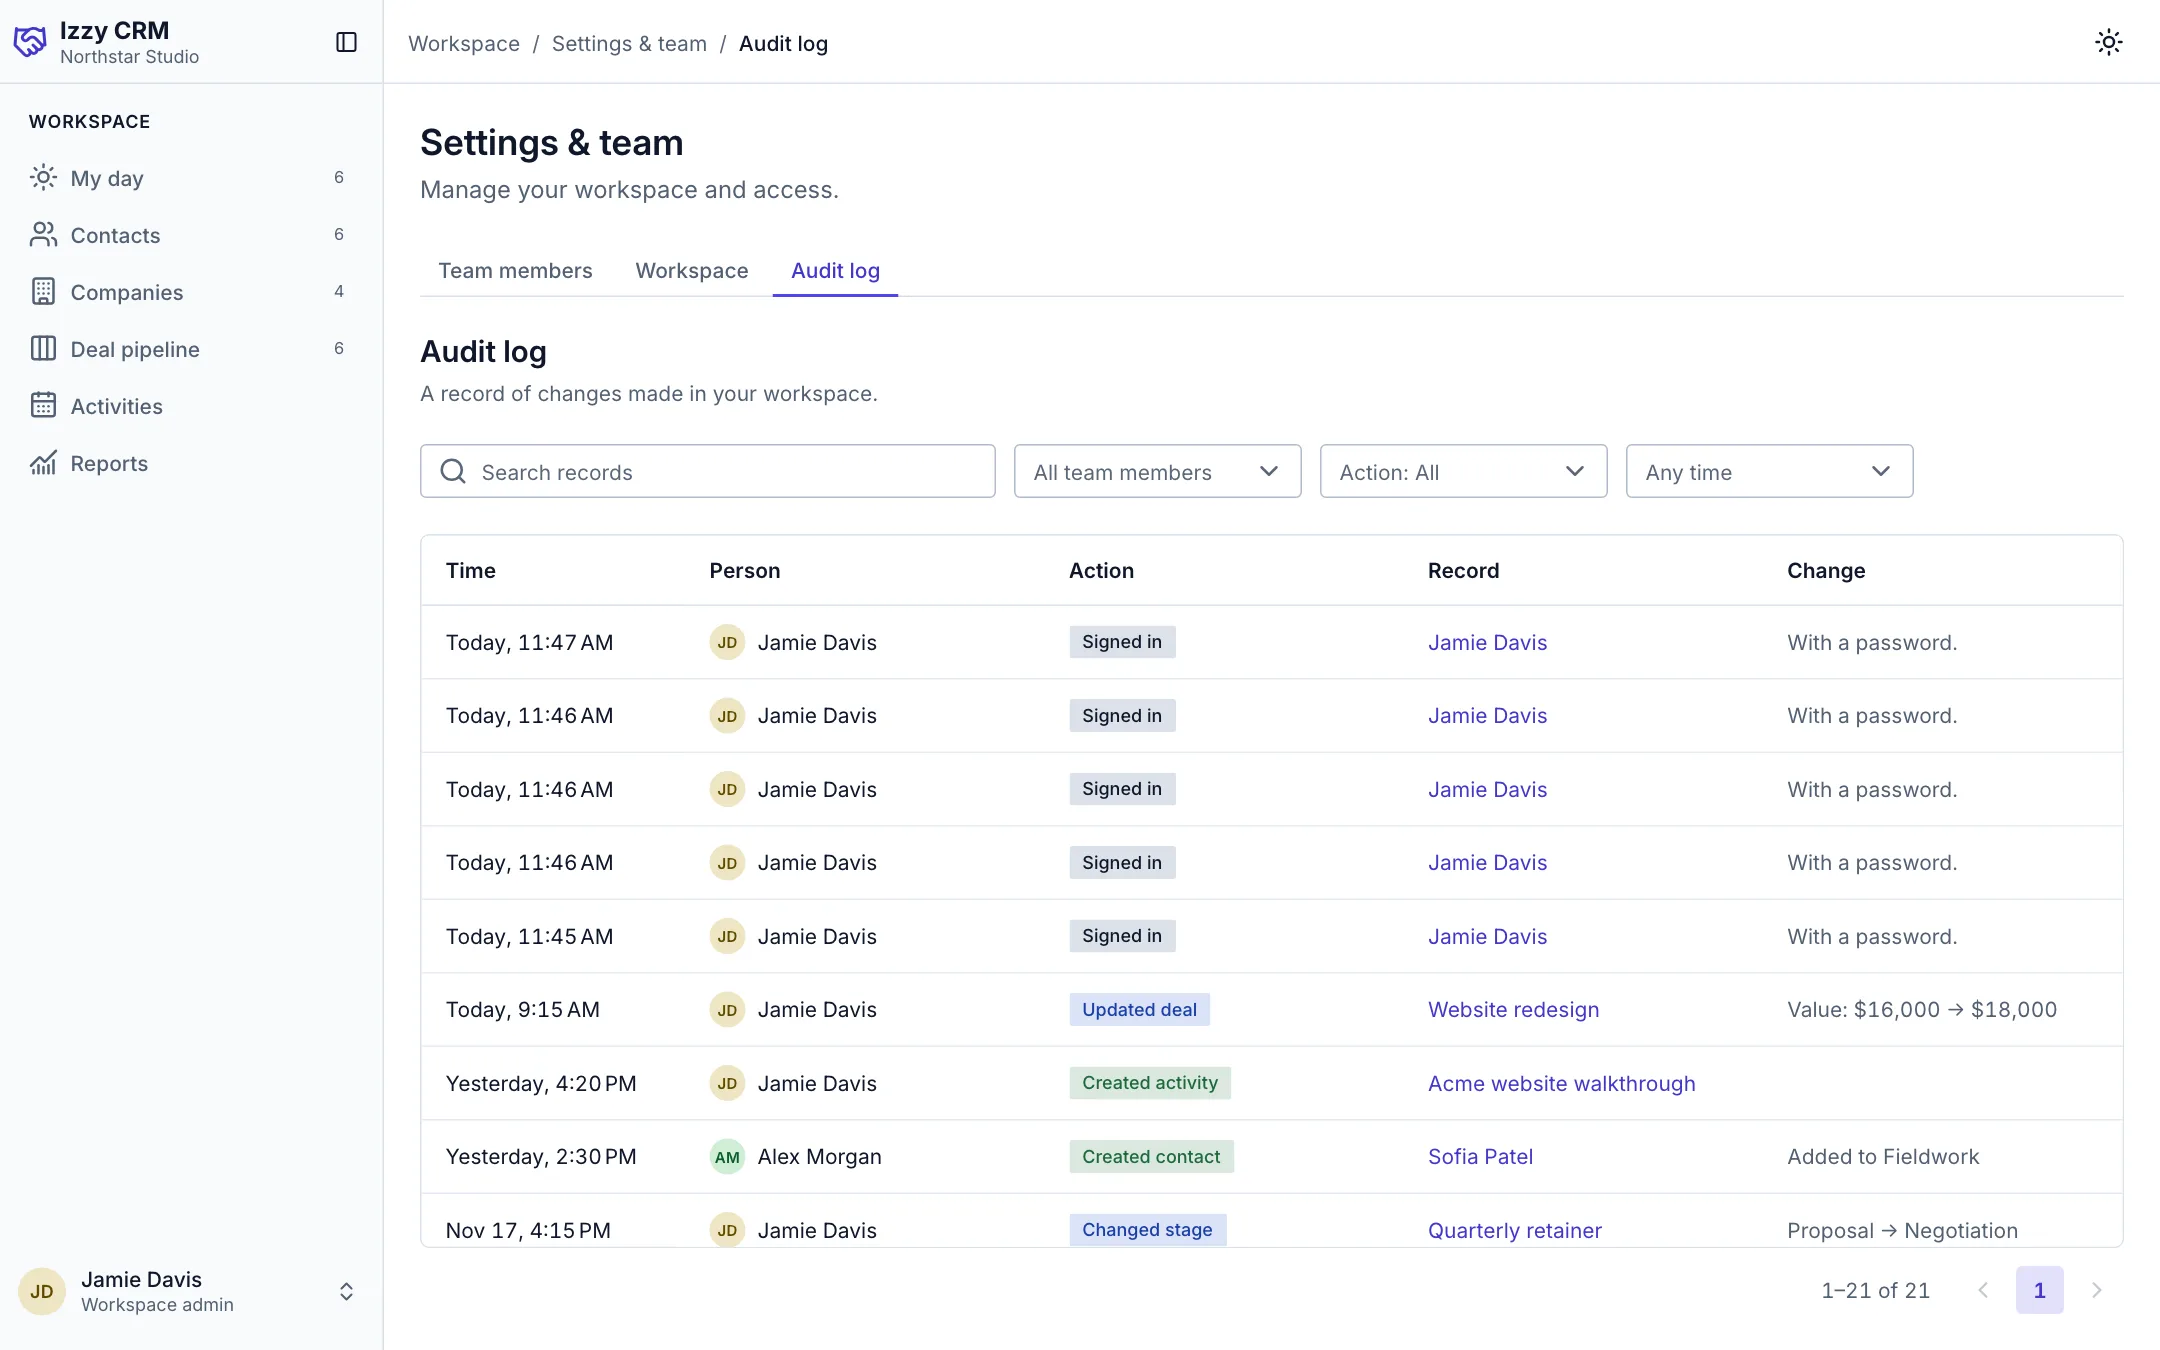 Izzy CRM
Northstar Studio
Workspace / Settings & team / Audit log
WORKSPACE
My day 6
Contacts 6
Companies 4
Deal pipeline 6
Activities
Reports
Settings & team
Manage your workspace and access.
Team members Workspace Audit log
Audit log
A record of changes made in your workspace.
Search records All team members Action: All Any time
Time Person Action Record Change
Today, 11:47 AM JD Jamie Davis Signed in Jamie Davis With a password.
Today, 11:46 AM JD Jamie Davis Signed in Jamie Davis With a password.
Today, 11:46 AM JD Jamie Davis Signed in Jamie Davis With a password.
Today, 11:46 AM JD Jamie Davis Signed in Jamie Davis With a password.
Today, 11:45 AM JD Jamie Davis Signed in Jamie Davis With a password.
Today, 9:15 AM JD Jamie Davis Updated deal Website redesign Value: $16,000 → $18,000
Yesterday, 4:20 PM JD Jamie Davis Created activity Acme website walkthrough
Yesterday, 2:30 PM AM Alex Morgan Created contact Sofia Patel Added to Fieldwork
Nov 17, 4:15 PM JD Jamie Davis Changed stage Quarterly retainer Proposal → Negotiation
1–21 of 21 1
JD Jamie Davis
Workspace admin